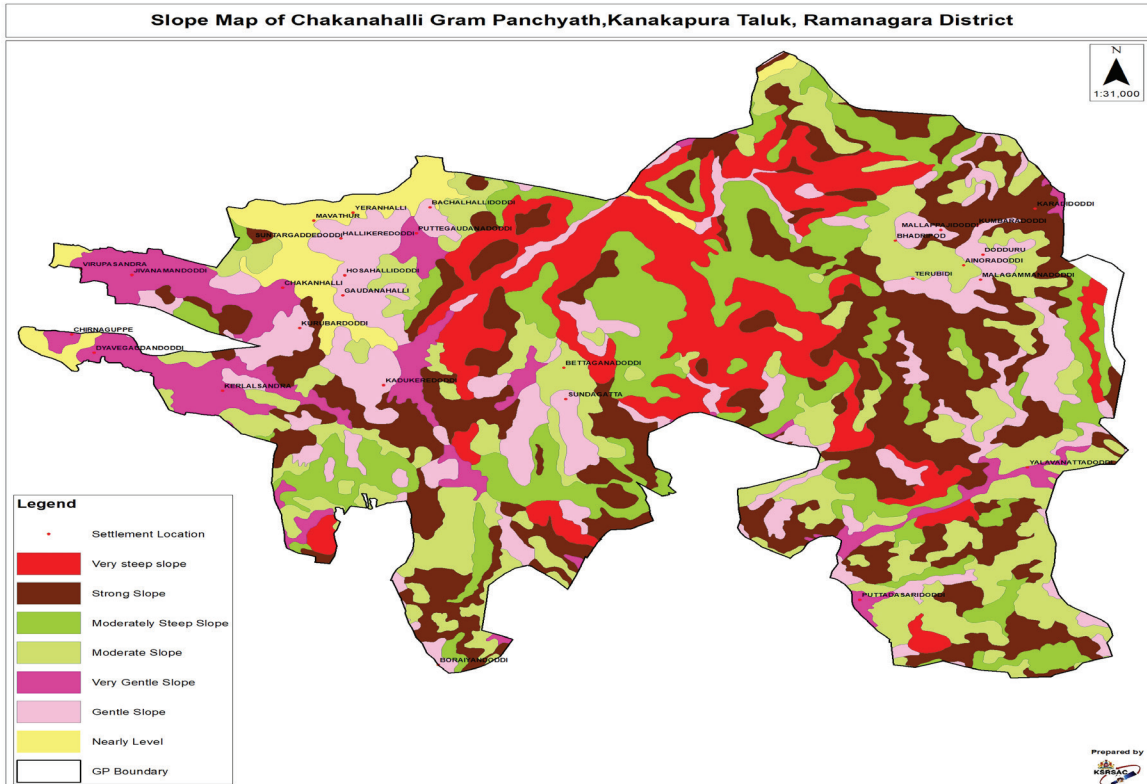 Slope Map of Chakanahalli Gram Panchyath,Kanakapura Taluk, Ramanagara District
1:31,000
YERANHALLI
BACHALHALLIDODDI
MAVATHUR
SUNTARGADDEDODDI
HALLIKEREDODDI
PUTTEGAUDANADODDI
KARADIDODDI
KUMBARADODDI
MALLAPPAJIDODDI
BHADRKOD
DODDURU
AINORADODDI
TERUBIDI
MALAGAMMANADODDI
VIRUPASANDRA
JIVANAMANDODDI
HOSAHALLIDODDI
CHAKANHALLI
GAUDANAHALLI
KURUBARDODDI
CHIRNAGUPPE
DYAVEGADDANDODDI
BETTAGANADODDI
KERLALSANDRA
KADUKEREDODDI
SUNDAGATTA
YALAVANATTADODDI
PUTTADASARIDODDI
BORAIYANDODDI
Legend
Settlement Location
Very steep slope
Strong Slope
Moderately Steep Slope
Moderate Slope
Very Gentle Slope
Gentle Slope
Nearly Level
GP Boundary
Prepared by
KSRSAC